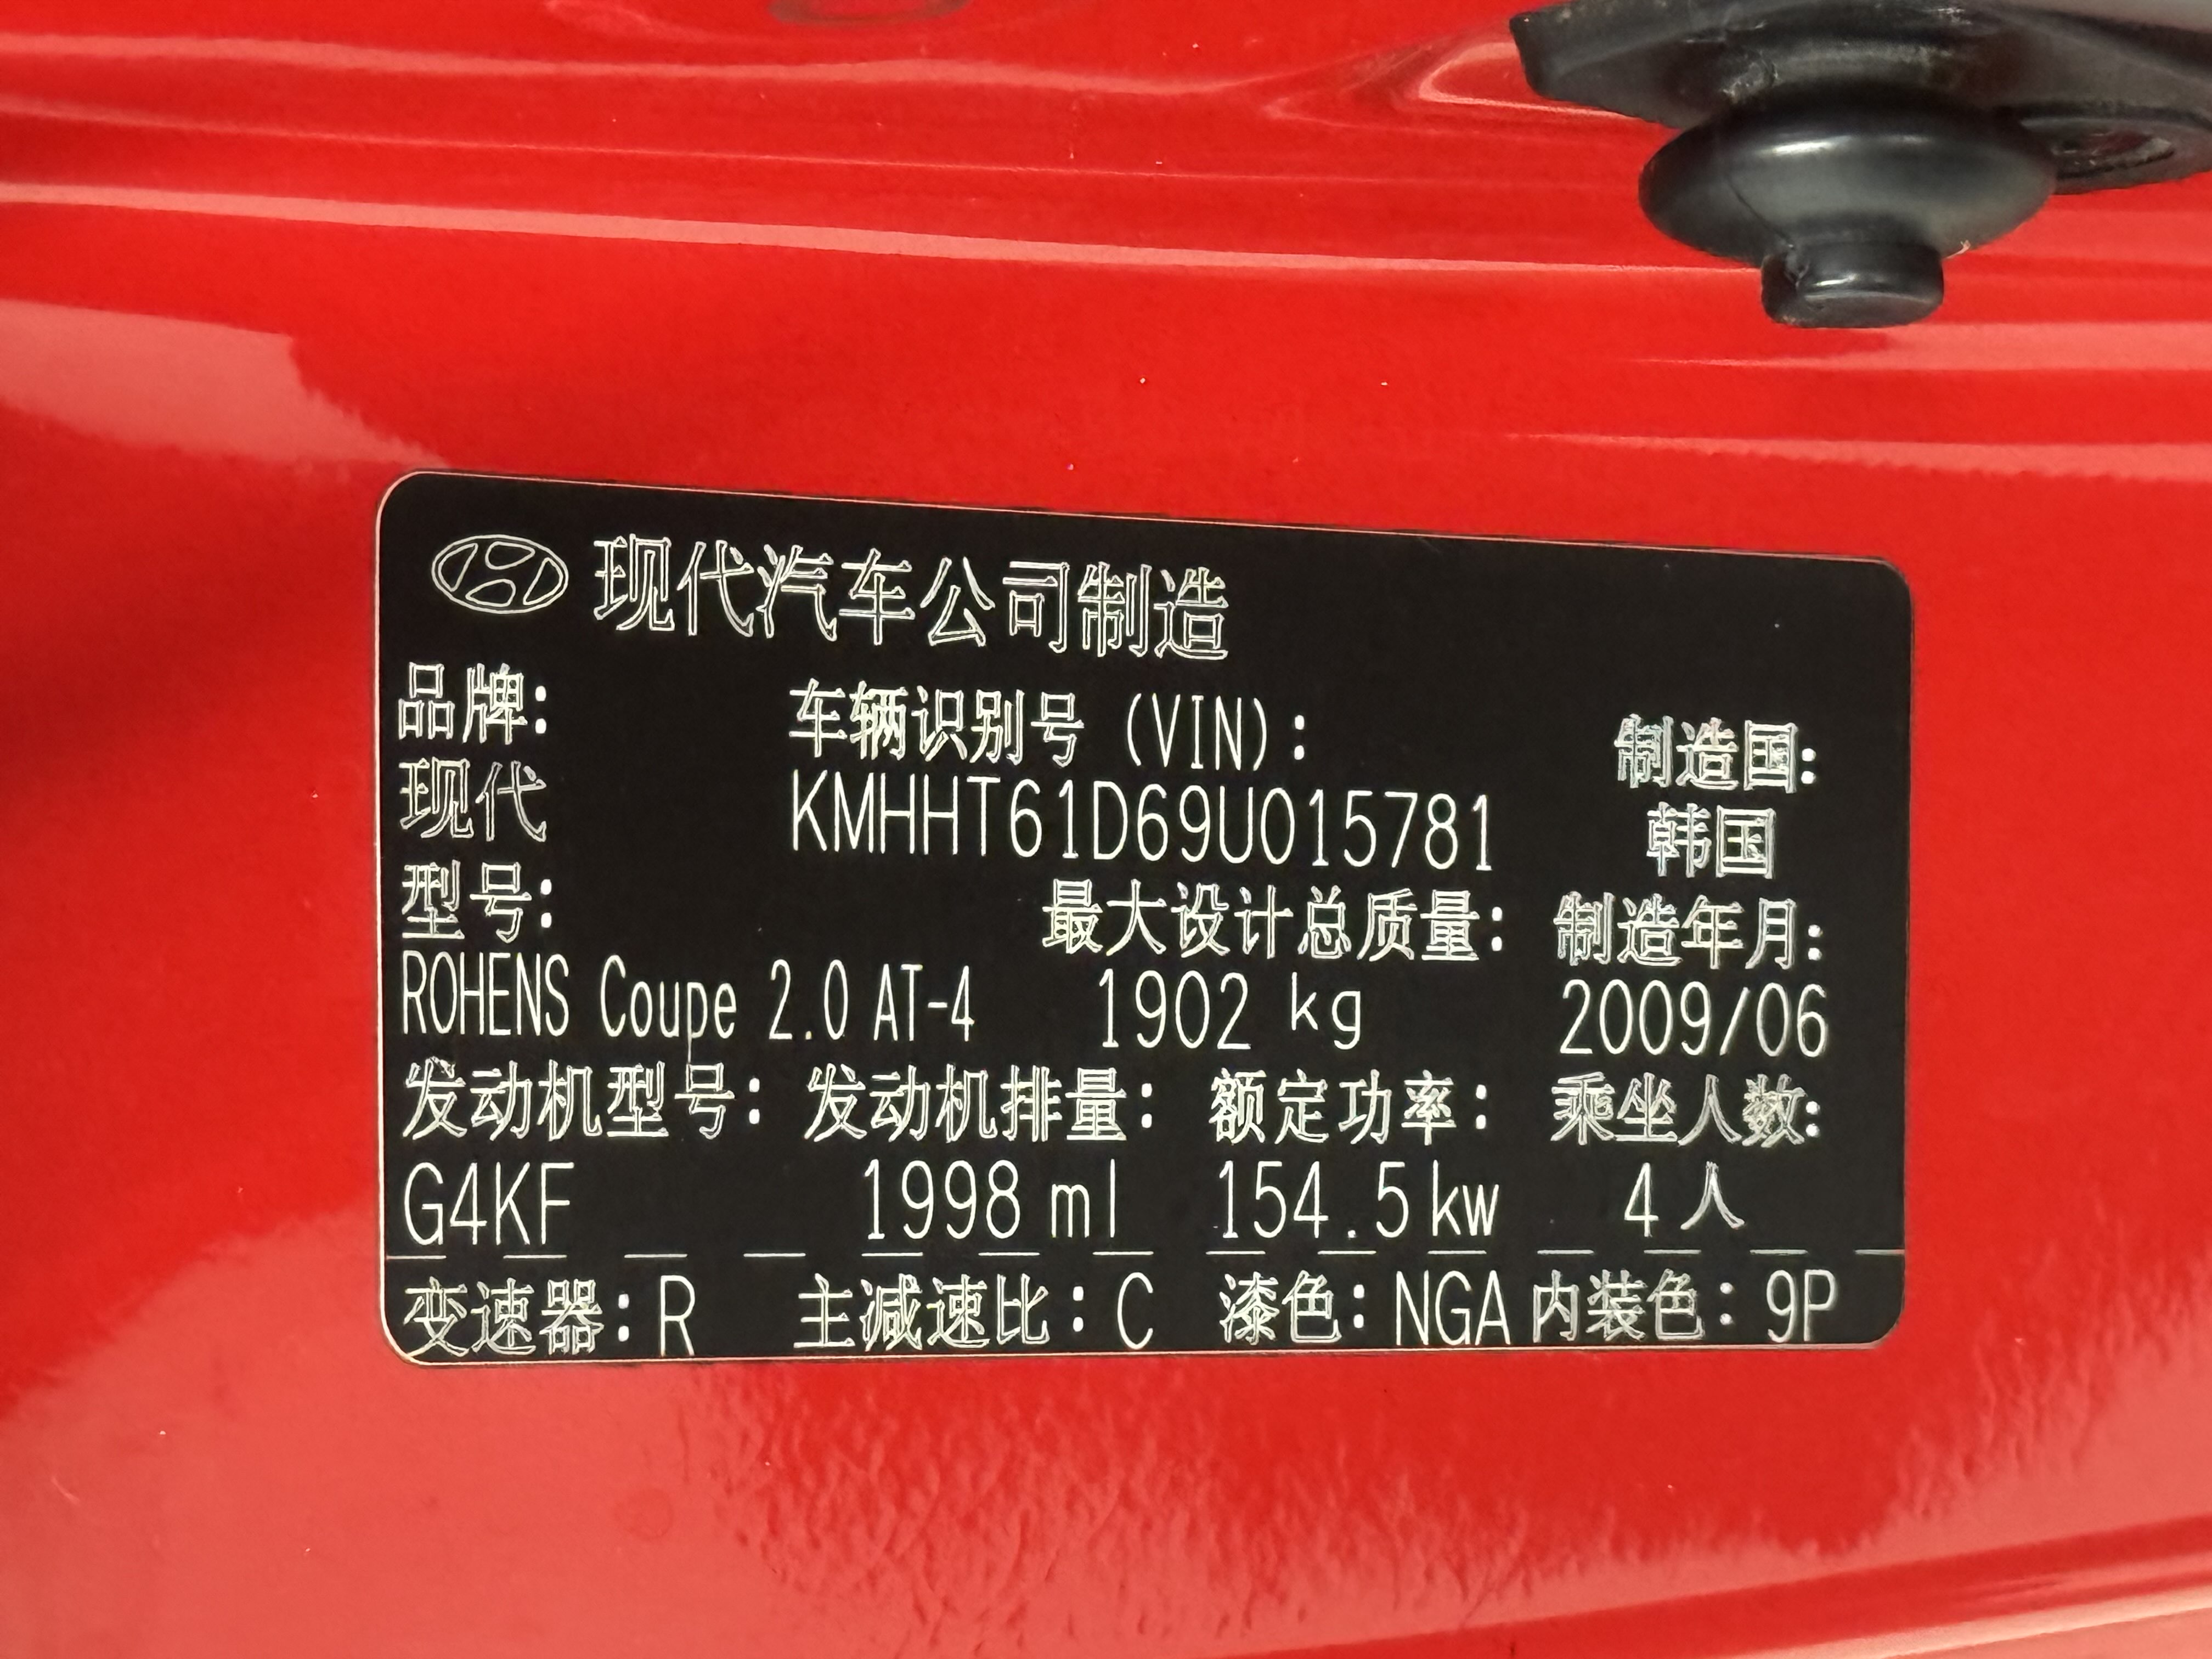 现代汽车公司制造
品牌: 车辆识别号 (VIN): 制造国:
现代 KMHHT61D69U015781 韩国
型号: 最大设计总质量: 制造年月:
ROHENS Coupe 2.0 AT-4 1902 kg 2009/06
发动机型号: 发动机排量: 额定功率: 乘坐人数:
G4KF 1998 ml 154.5kw 4人
变速器:R 主减速比:C 漆色:NGA 内装色:9P